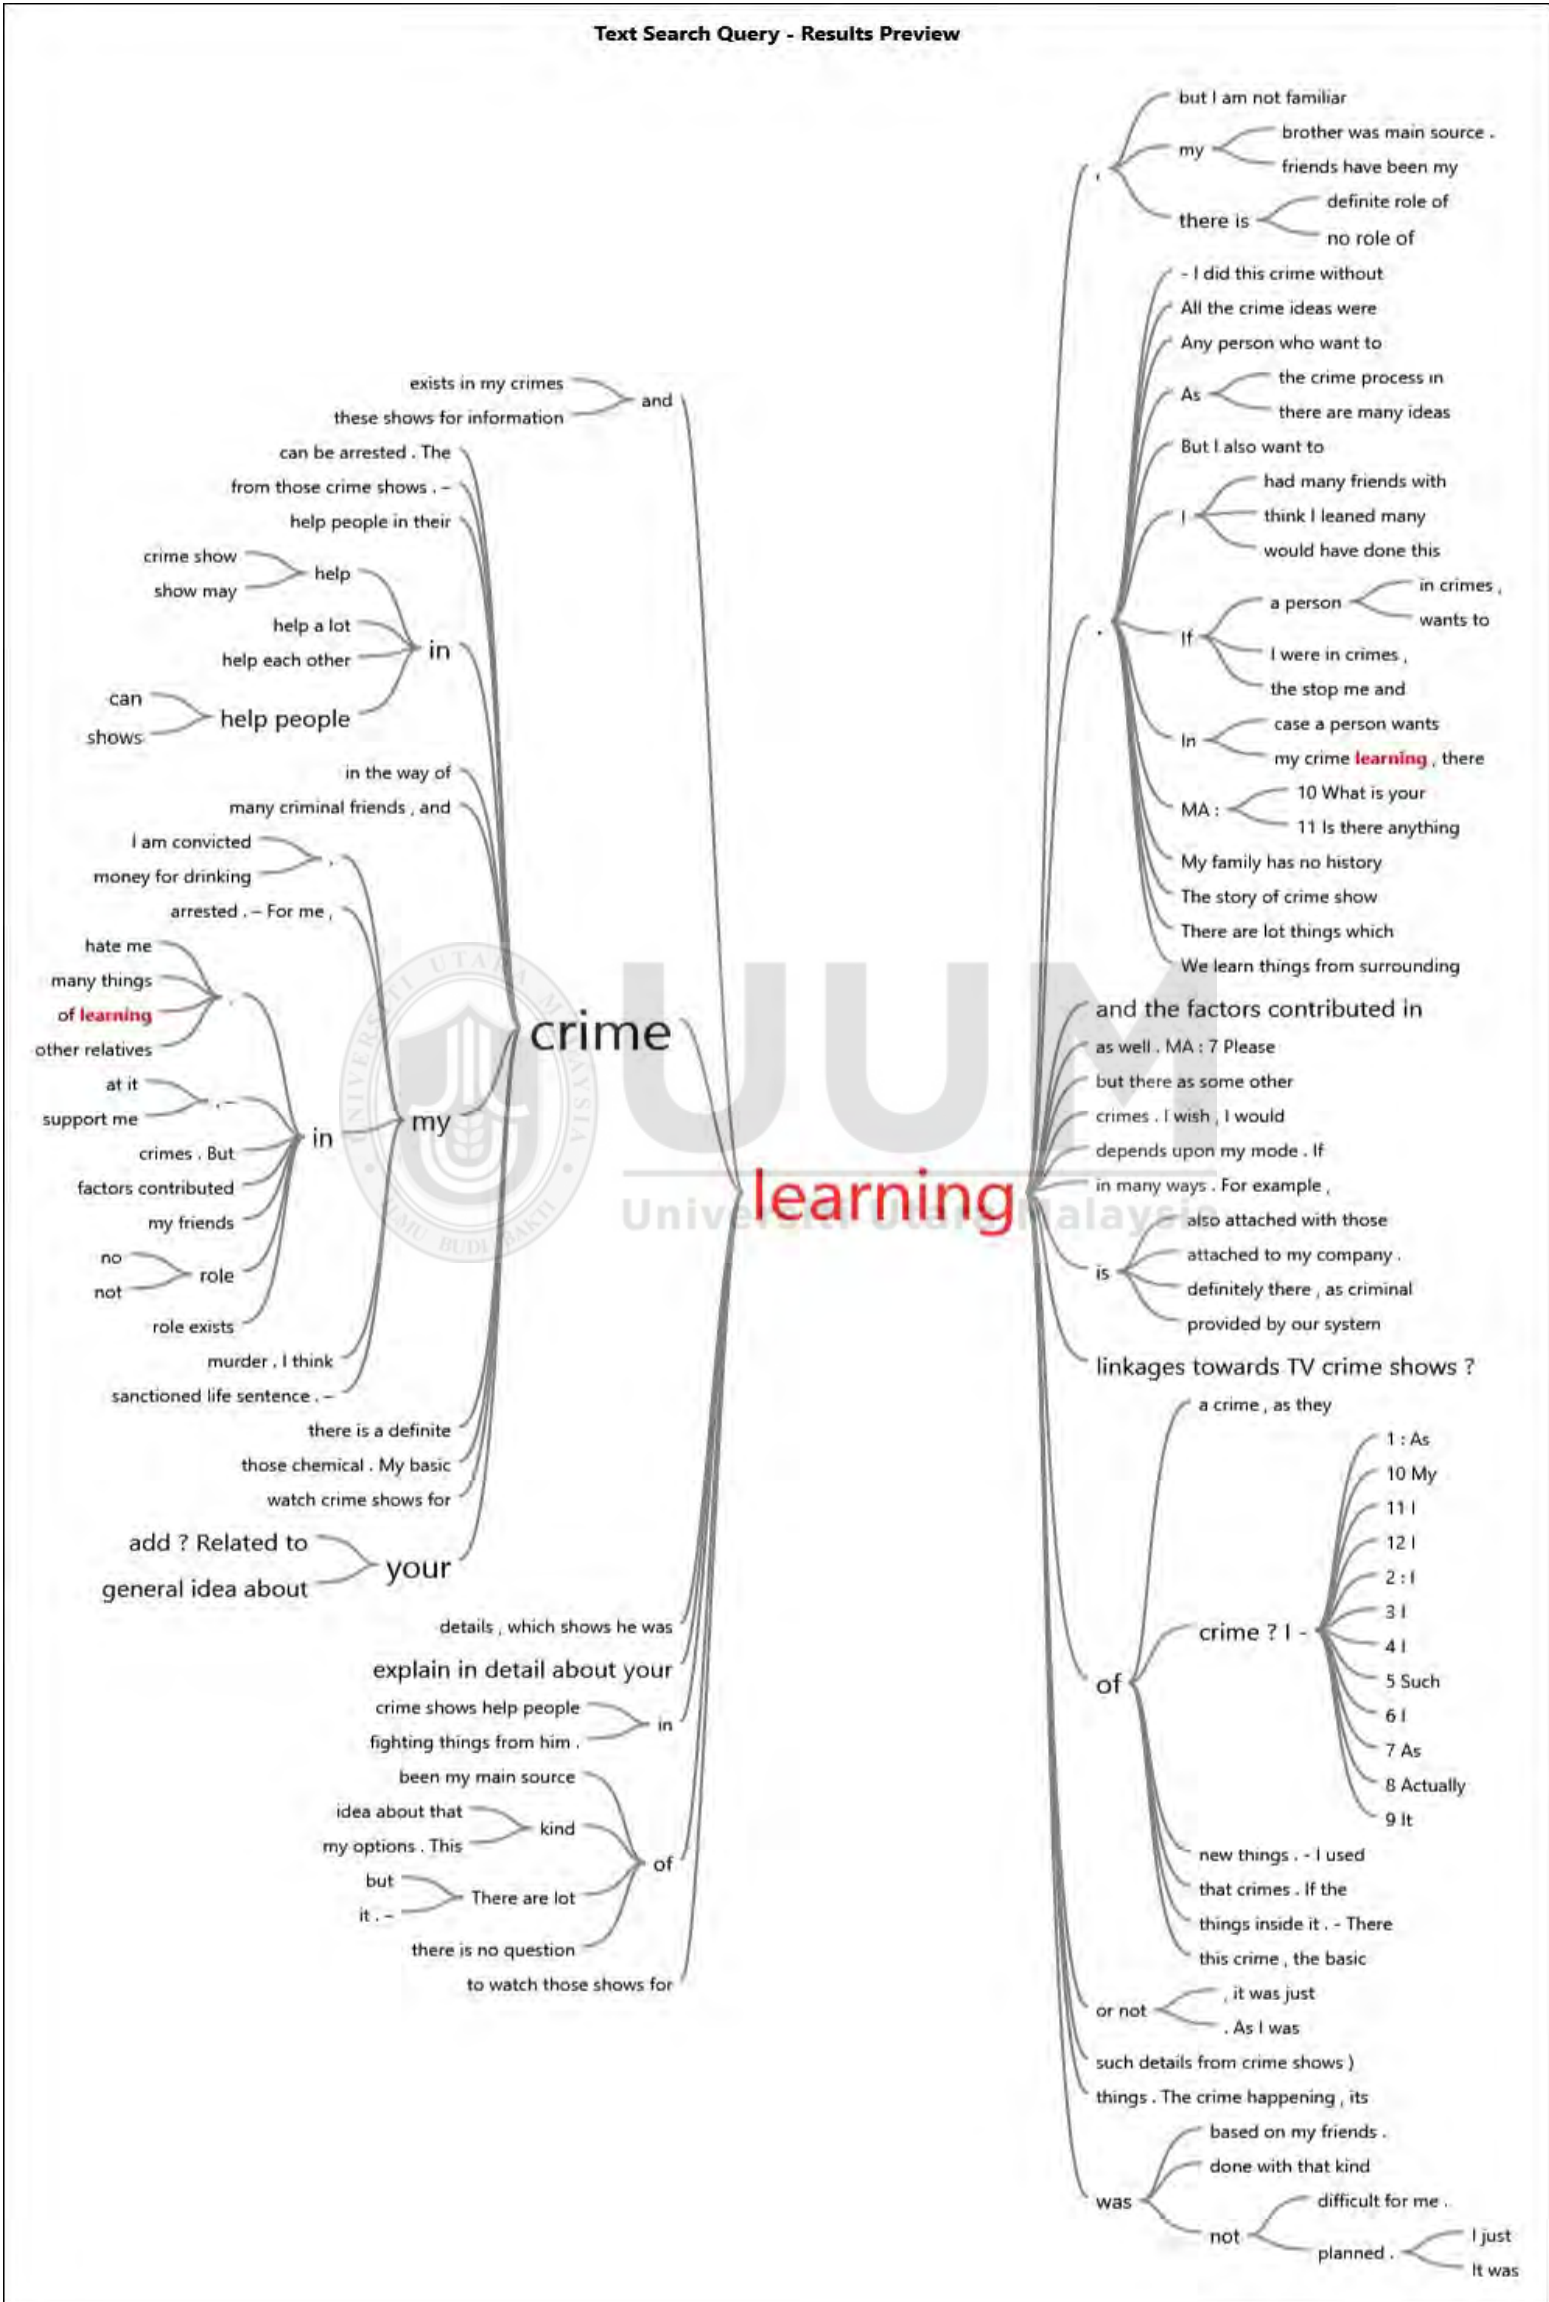 Text Search Query - Results Preview
exists in my crimes
these shows for information
and
can be arrested . The
from those crime shows . –
help people in their
crime show
show may
help
help a lot
help each other
can
shows
help people
in
in the way of
many criminal friends , and
I am convicted
money for drinking
,
arrested . – For me ,
hate me
many things
of learning
other relatives
.
at it
support me
. –
crimes . But
factors contributed
my friends
no
not
role
role exists
in
murder . I think
sanctioned life sentence . –
my
there is a definite
those chemical . My basic
watch crime shows for
add ? Related to
general idea about
your
crime
details , which shows he was
explain in detail about your
crime shows help people
fighting things from him .
in
been my main source
idea about that
my options . This
kind
but
it . –
There are lot
there is no question
of
to watch those shows for
learning
,
but I am not familiar
my
brother was main source .
friends have been my
there is
definite role of
no role of
.
- I did this crime without
All the crime ideas were
Any person who want to
As
the crime process in
there are many ideas
But I also want to
I
had many friends with
think I leaned many
would have done this
If
a person
in crimes ,
wants to
I were in crimes ,
the stop me and
In
case a person wants
my crime learning , there
MA :
10 What is your
11 Is there anything
My family has no history
The story of crime show
There are lot things which
We learn things from surrounding
and the factors contributed in
as well . MA : 7 Please
but there as some other
crimes . I wish , I would
depends upon my mode . If
in many ways . For example ,
is
also attached with those
attached to my company .
definitely there , as criminal
provided by our system
linkages towards TV crime shows ?
of
a crime , as they
crime ? I -
1 : As
10 My
11 I
12 I
2 : I
3 I
4 I
5 Such
6 I
7 As
8 Actually
9 It
new things . - I used
that crimes . If the
things inside it . - There
this crime , the basic
or not
, it was just
. As I was
such details from crime shows )
things . The crime happening , its
was
based on my friends .
done with that kind
not
difficult for me .
planned .
I just
It was
UUM
Universiti Utara Malaysia
UNIVERSITI UTARA MALAYSIA
ILMU BUDI BAKTI